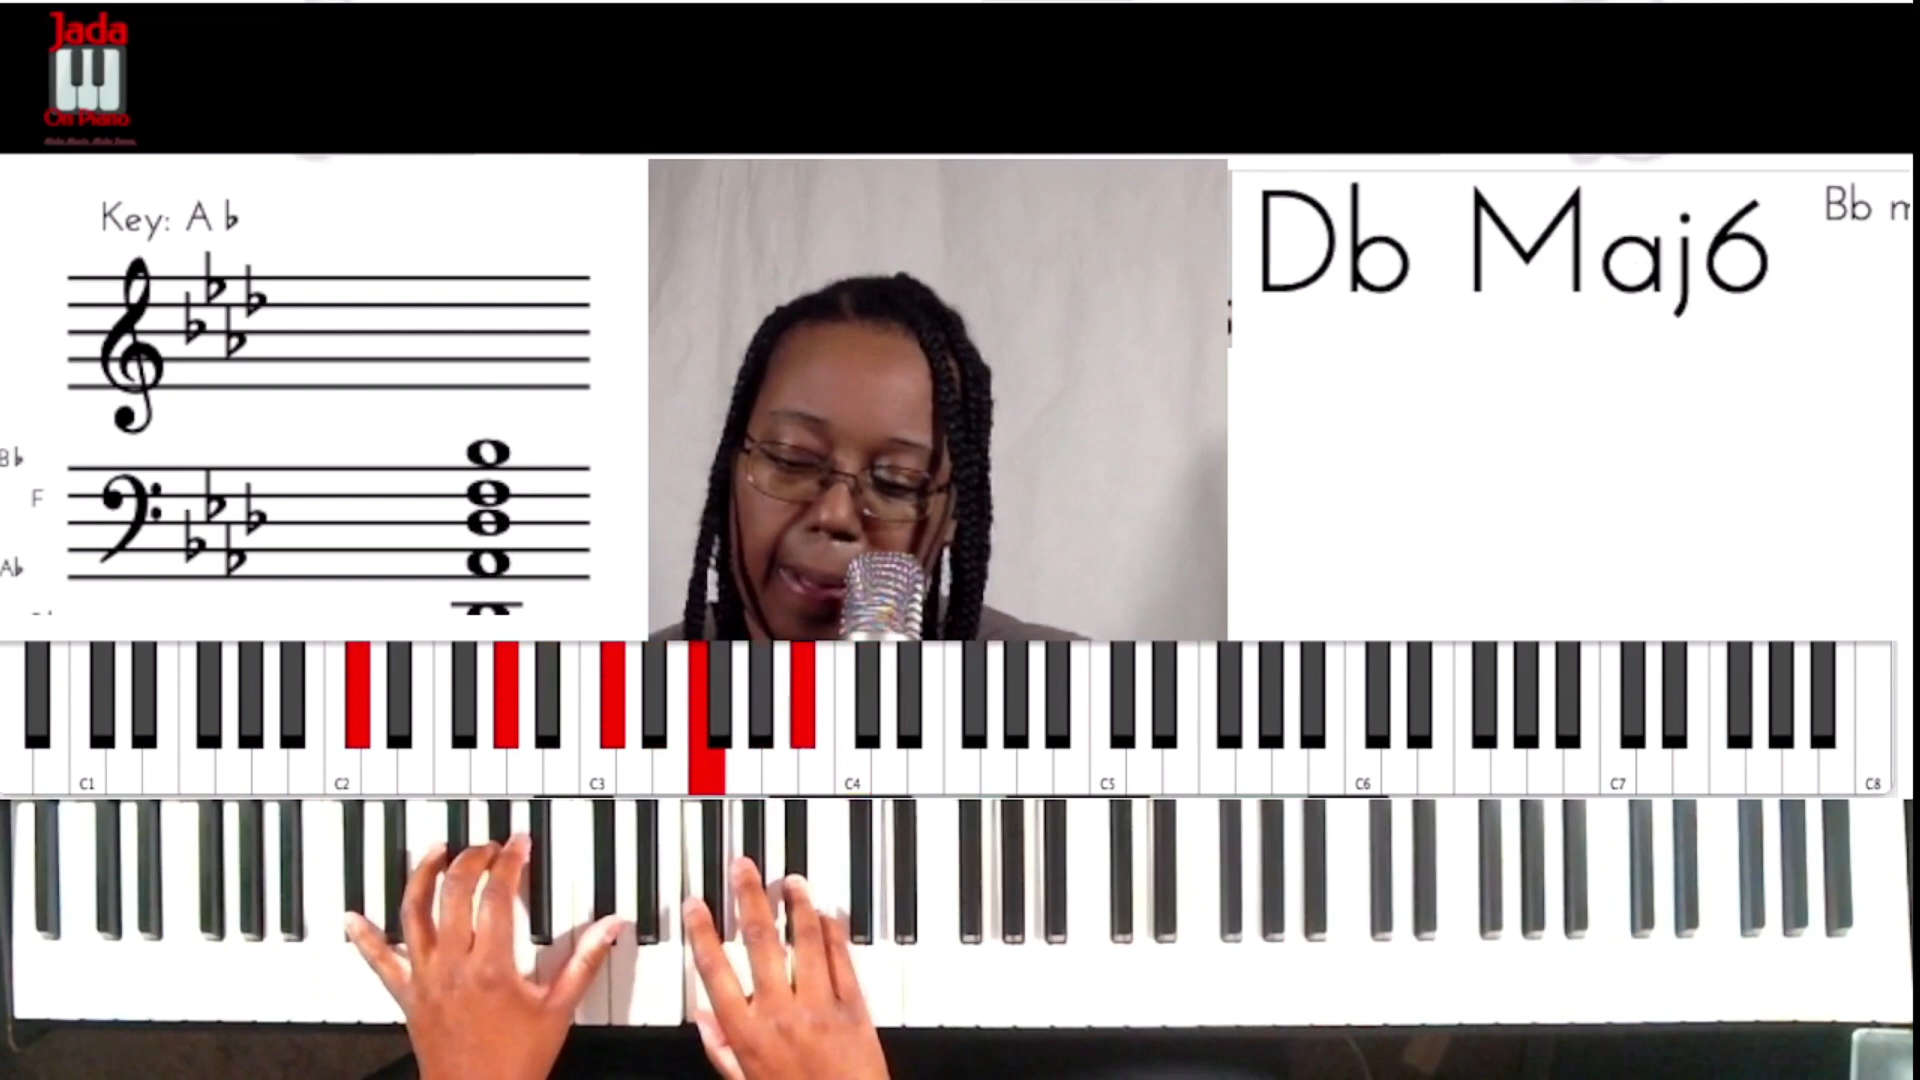 Jada
On Piano
Key: A♭
Db Maj6
Bb m
B♭
F
A♭
C1 C2 C3 C4 C5 C6 C7 C8